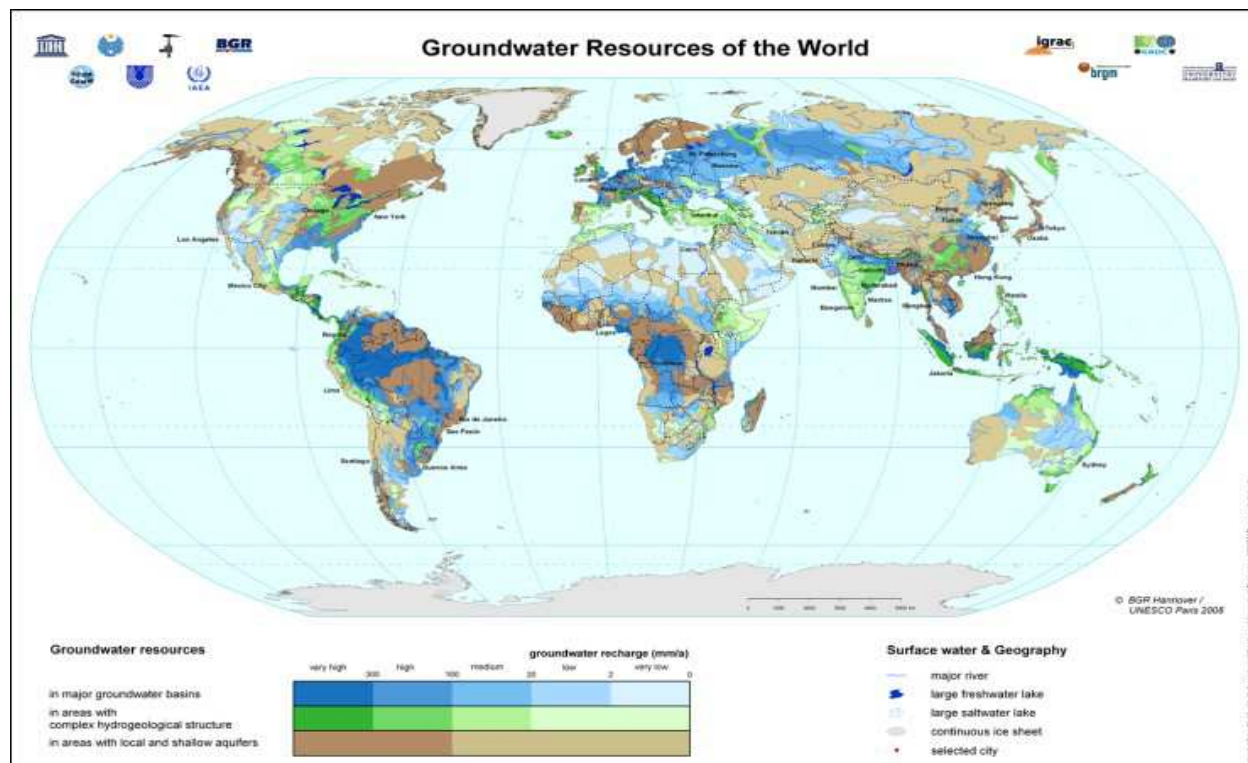 BGR
Groundwater Resources of the World
igrac
GRDC
IAEA
brgm
St. Petersburg
Moscow
London
Paris
Chicago
New York
Istanbul
Beijing
Seoul
Tokyo
Los Angeles
Tehran
Tianjin
Osaka
Cairo
Shanghai
Karachi
Dhaka
Hong Kong
Mexico City
Mumbai
Hyderabad
Manila
Madras
Bangalore
Bangkok
Lagos
Bogota
Jakarta
Lima
Rio de Janeiro
Sao Paulo
Santiago
Buenos Aires
Sydney
© BGR Hannover /
UNESCO Paris 2008
Groundwater resources
groundwater recharge (mm/a)
very high 300 high 100 medium 20 low 2 very low 0
in major groundwater basins
in areas with
complex hydrogeological structure
in areas with local and shallow aquifers
Surface water & Geography
major river
large freshwater lake
large saltwater lake
continuous ice sheet
selected city